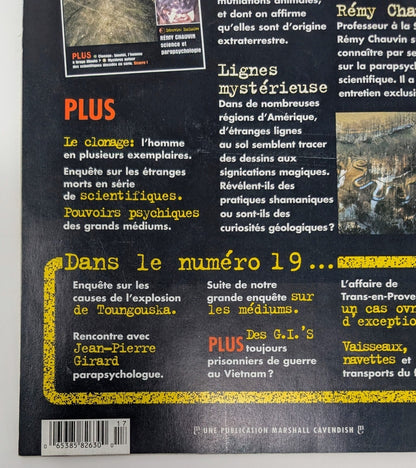 mutilations animales,
et dont on affirme
qu'elles sont d'origine
extraterrestre.
Rémy Chauv
Professeur à la S
Rémy Chauvin s
connaître par se
sur la parapsych
scientifique. Il a
entretien exclusi
PLUS
RÉMY CHAUVIN
science et
parapsychologie
Lignes
mystérieuse
Dans de nombreuses
régions d'Amérique,
d'étranges lignes
au sol semblent tracer
des dessins aux
signications magiques.
Révèlent-ils des
pratiques shamaniques
ou sont-ils des
curiosités géologiques?
PLUS
Le clonage: l'homme
en plusieurs exemplaires.
Enquête sur les étranges
morts en série
de scientifiques.
Pouvoirs psychiques
des grands médiums.
Dans le numéro 19...
Enquête sur les
causes de l'explosion
de Toungouska.
Rencontre avec
Jean-Pierre
Girard
parapsychologue.
Suite de notre
grande enquête sur
les médiums.
PLUS Des G.I.'S
toujours
prisonniers de guerre
au Vietnam?
L'affaire de
Trans-en-Prove
un cas ovn
d'exception
Vaisseaux,
navettes et
transports du f
17
0 65385 82630 0
UNE PUBLICATION MARSHALL CAVENDISH